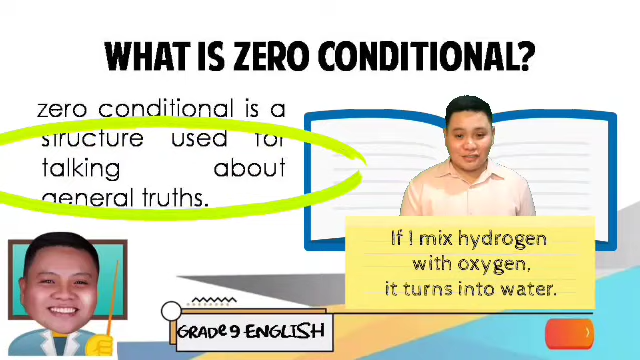 WHAT IS ZERO CONDITIONAL?
zero conditional is a
structure used for
talking about
general truths.
If I mix hydrogen
with oxygen,
it turns into water.
GRADE 9 ENGLISH